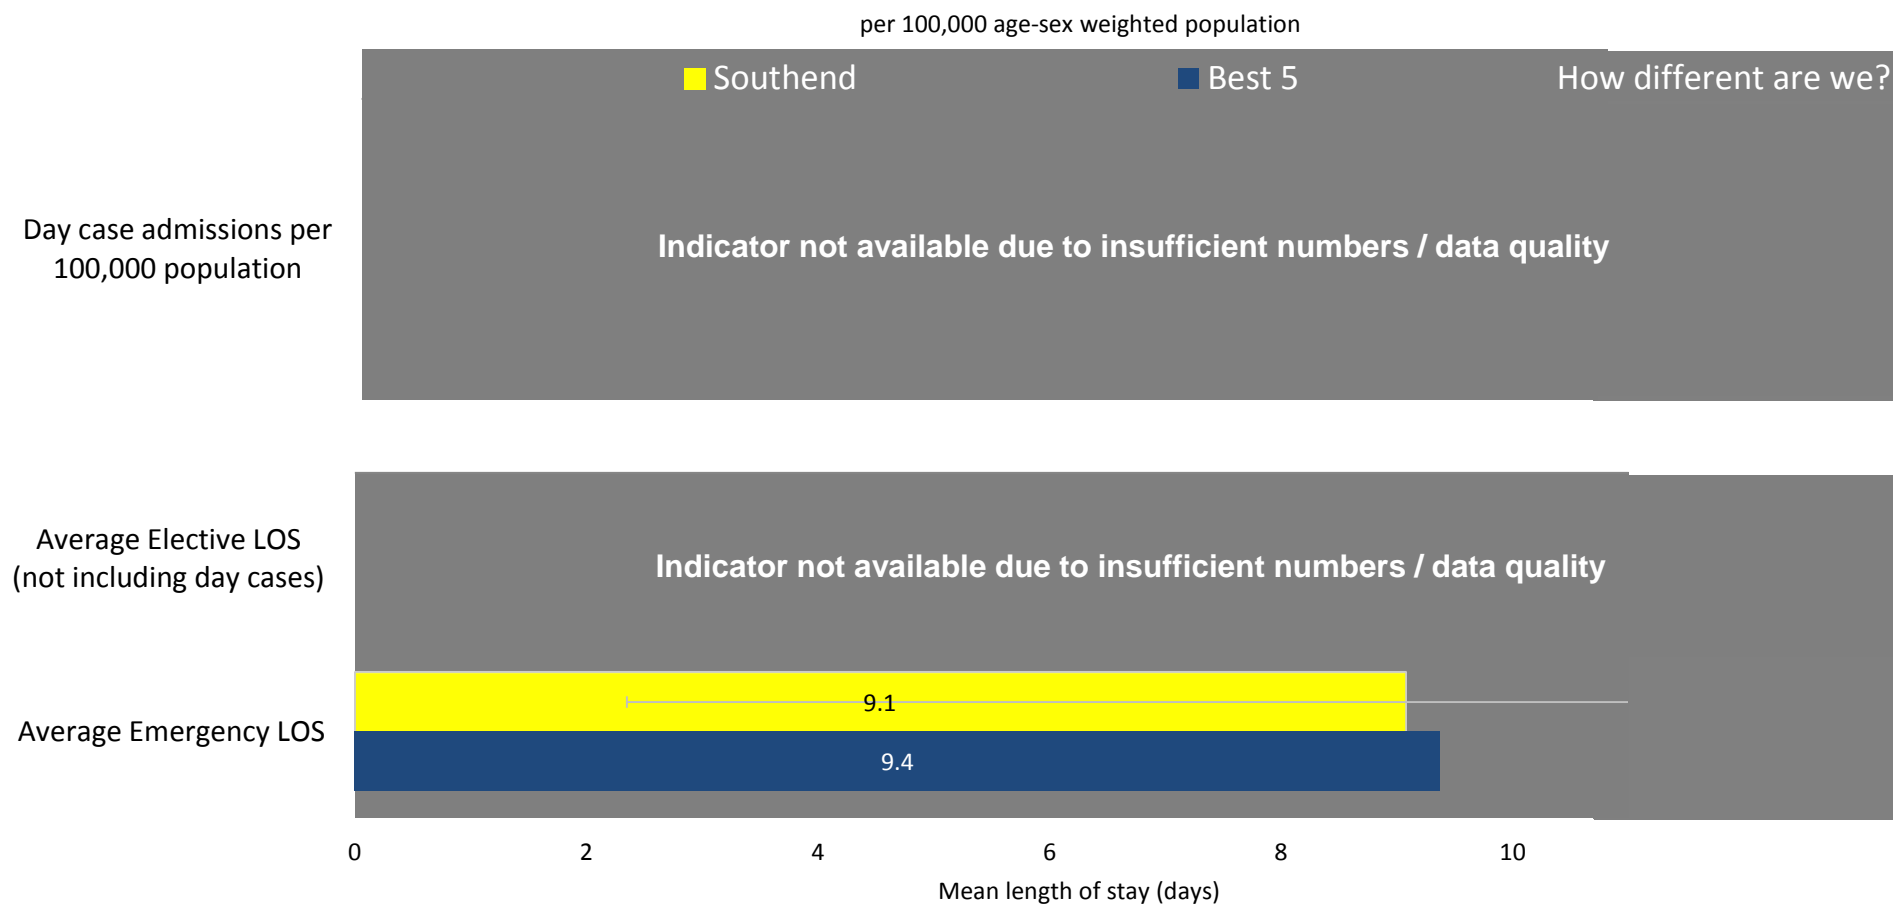 per 100,000 age-sex weighted population
Southend
Best 5
How different are we?
Day case admissions per
100,000 population
Indicator not available due to insufficient numbers / data quality
Average Elective LOS
(not including day cases)
Indicator not available due to insufficient numbers / data quality
Average Emergency LOS
9.1
9.4
0 2 4 6 8 10
Mean length of stay (days)